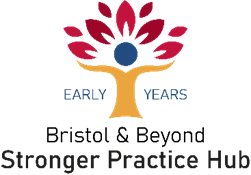 EARLY YEARS
Bristol & Beyond
Stronger Practice Hub